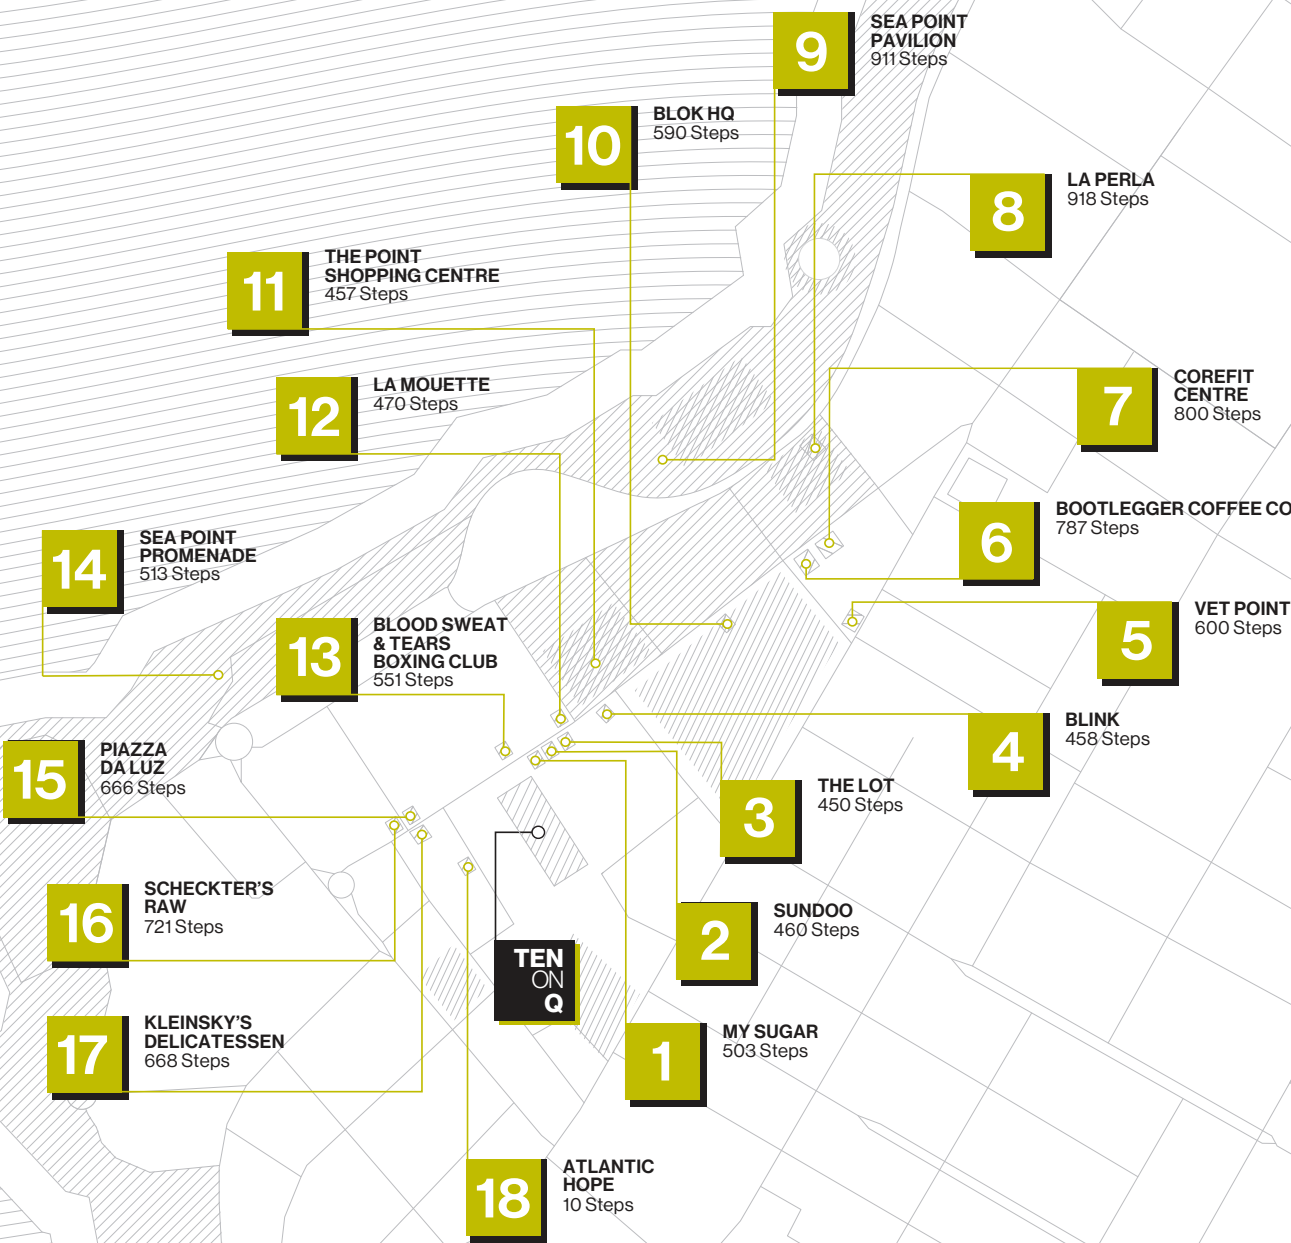 9
SEA POINT
PAVILION
911 Steps
10
BLOK HQ
590 Steps
8
LA PERLA
918 Steps
11
THE POINT
SHOPPING CENTRE
457 Steps
7
COREFIT
CENTRE
800 Steps
12
LA MOUETTE
470 Steps
6
BOOTLEGGER COFFEE CO
787 Steps
14
SEA POINT
PROMENADE
513 Steps
13
BLOOD SWEAT
& TEARS
BOXING CLUB
551 Steps
5
VET POINT
600 Steps
4
BLINK
458 Steps
15
PIAZZA
DA LUZ
666 Steps
3
THE LOT
450 Steps
16
SCHECKTER'S
RAW
721 Steps
2
SUNDOO
460 Steps
TEN
ON
Q
17
KLEINSKY'S
DELICATESSEN
668 Steps
1
MY SUGAR
503 Steps
18
ATLANTIC
HOPE
10 Steps